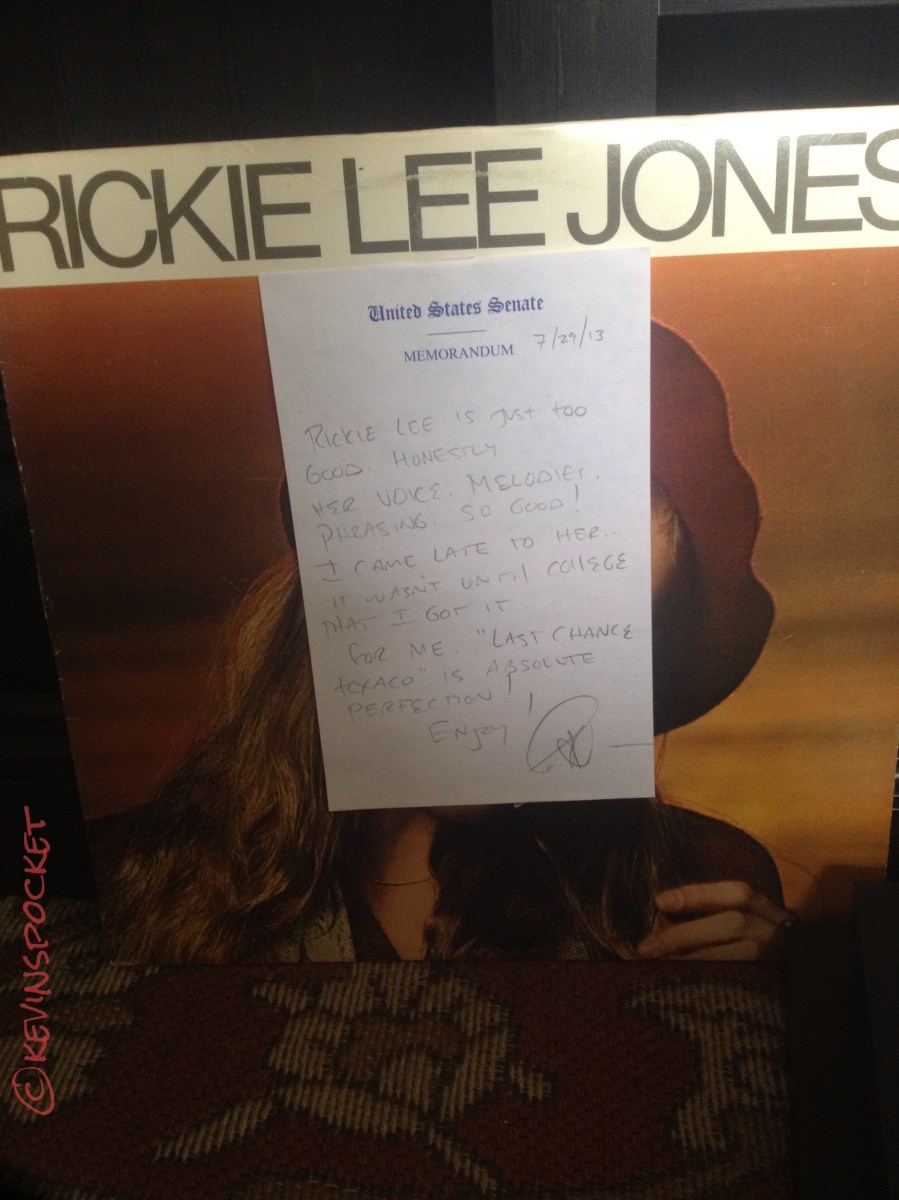 RICKIE LEE JONES
United States Senate
MEMORANDUM
7/29/13
RICKIE LEE IS JUST TOO
GOOD. HONESTLY.
HER VOICE. MELODIES.
PHRASING. SO GOOD!
I CAME LATE TO HER..
IT WASN'T UNTIL COLLEGE
THAT I GOT IT.
FOR ME. "LAST CHANCE
TEXACO" IS ABSOLUTE
PERFECTION!!
ENJOY
©KEVINSPOCKET